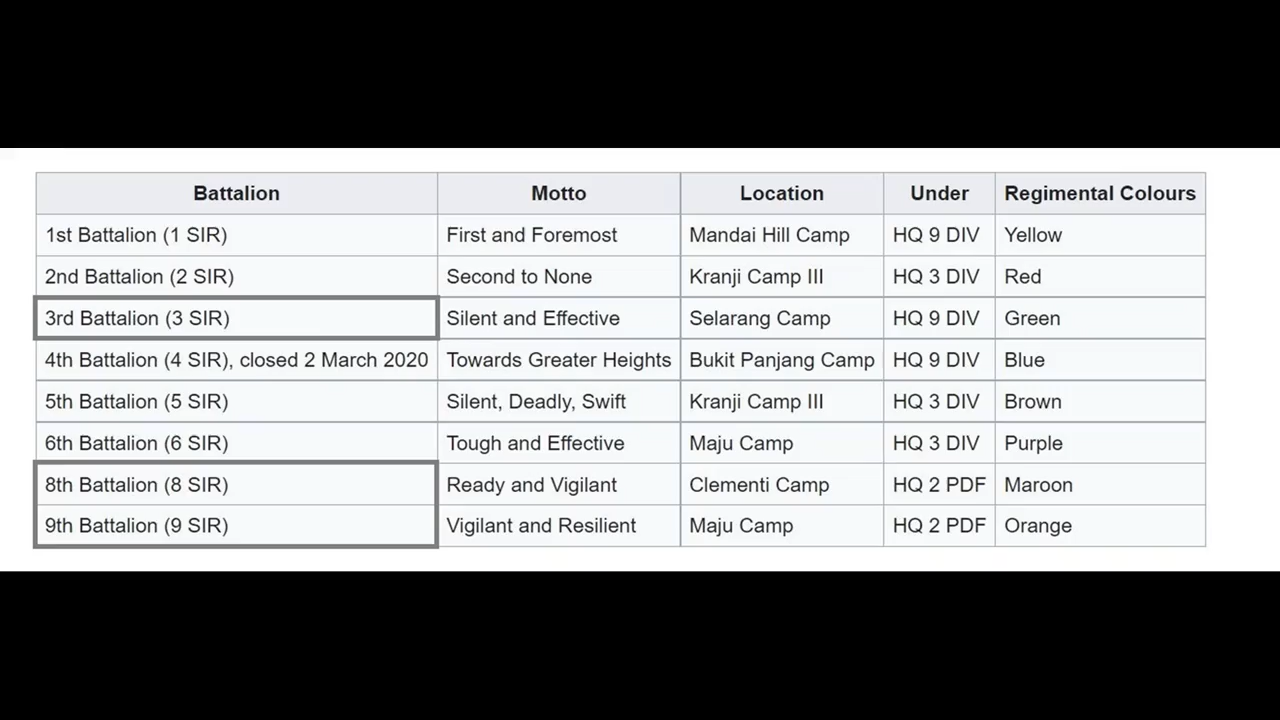 Battalion Motto Location Under Regimental Colours
1st Battalion (1 SIR) First and Foremost Mandai Hill Camp HQ 9 DIV Yellow
2nd Battalion (2 SIR) Second to None Kranji Camp III HQ 3 DIV Red
3rd Battalion (3 SIR) Silent and Effective Selarang Camp HQ 9 DIV Green
4th Battalion (4 SIR), closed 2 March 2020 Towards Greater Heights Bukit Panjang Camp HQ 9 DIV Blue
5th Battalion (5 SIR) Silent, Deadly, Swift Kranji Camp III HQ 3 DIV Brown
6th Battalion (6 SIR) Tough and Effective Maju Camp HQ 3 DIV Purple
8th Battalion (8 SIR) Ready and Vigilant Clementi Camp HQ 2 PDF Maroon
9th Battalion (9 SIR) Vigilant and Resilient Maju Camp HQ 2 PDF Orange